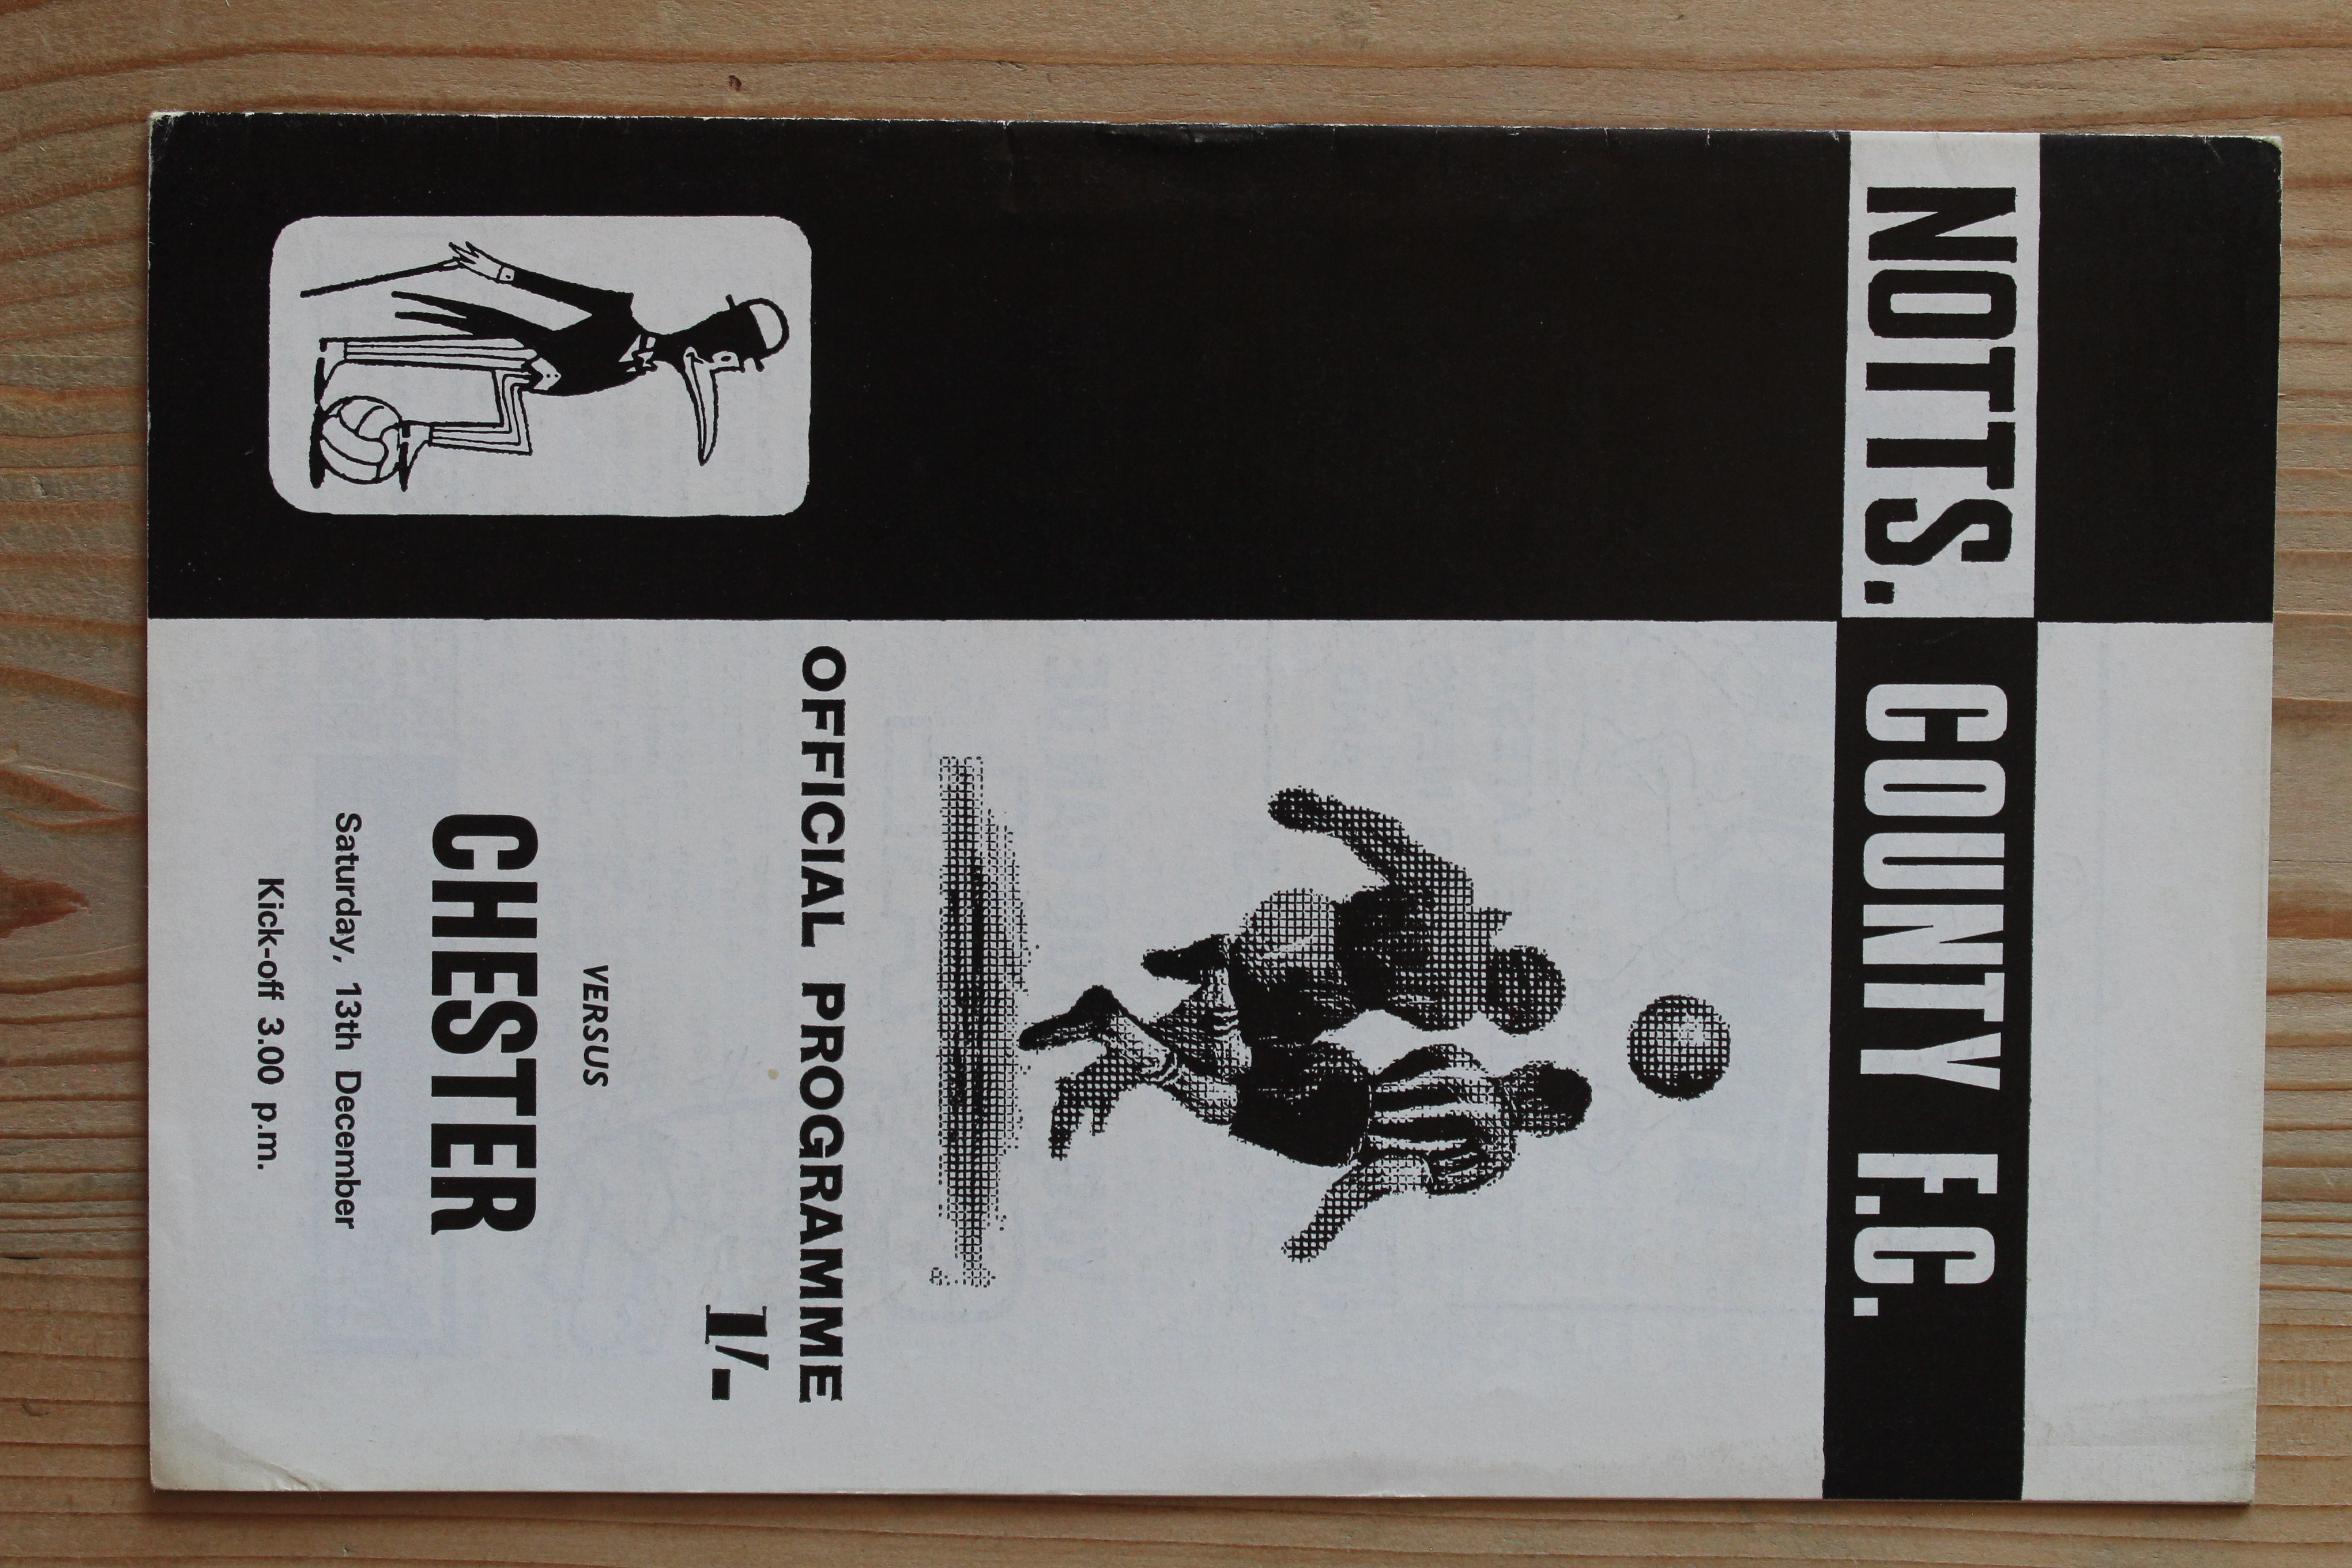 NOTTS. COUNTY F.C.
OFFICIAL PROGRAMME
1/-
VERSUS
CHESTER
Saturday, 13th December
Kick-off 3.00 p.m.